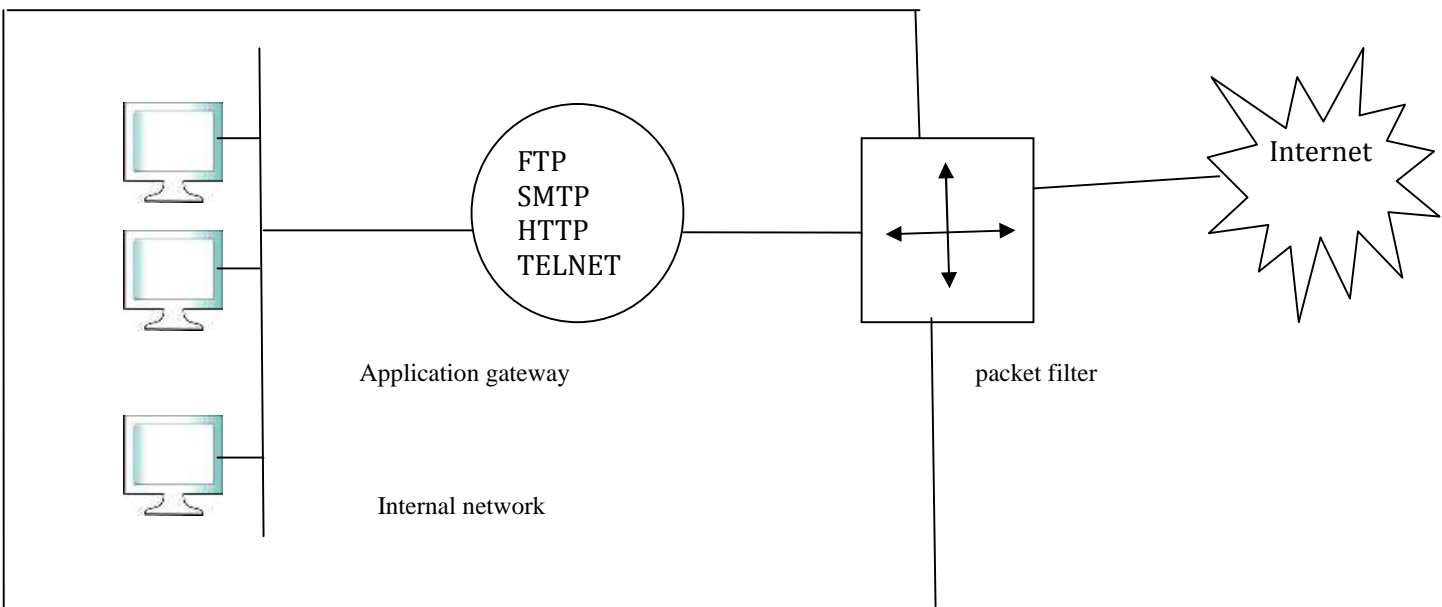 FTP
SMTP
HTTP
TELNET
Internet
Application gateway
packet filter
Internal network